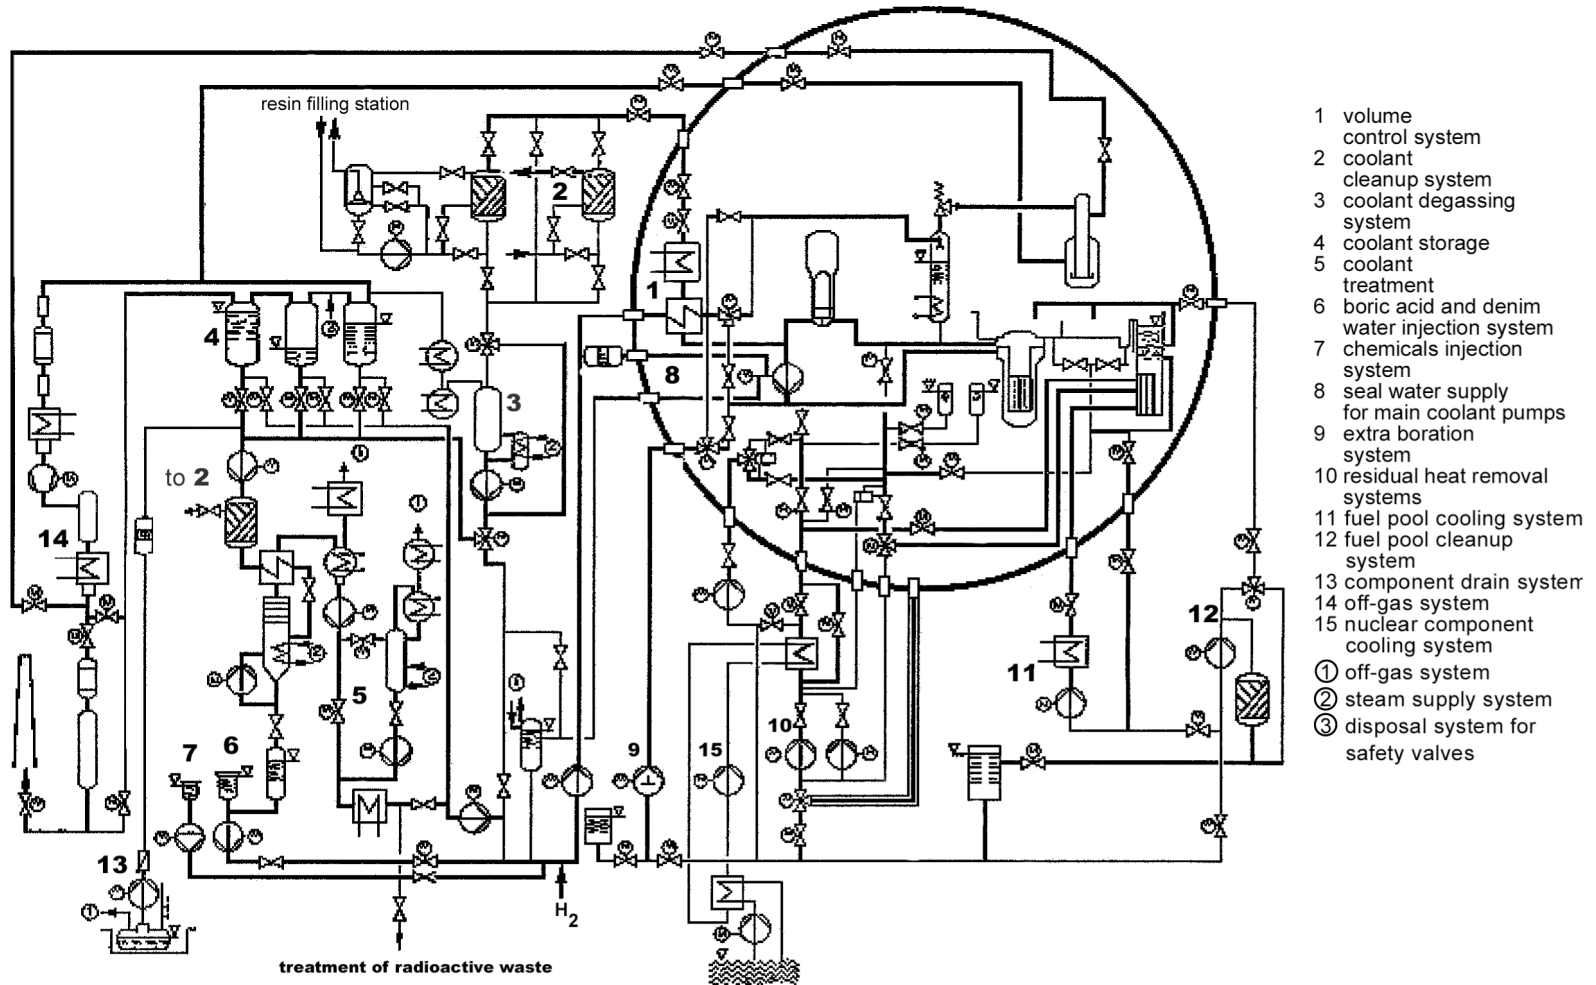 resin filling station
2
1
4
8
3
to 2
14
12
5
11
10
7
6
9
15
13
H2
treatment of radioactive waste
1 volume
control system
2 coolant
cleanup system
3 coolant degassing
system
4 coolant storage
5 coolant
treatment
6 boric acid and denim
water injection system
7 chemicals injection
system
8 seal water supply
for main coolant pumps
9 extra boration
system
10 residual heat removal
systems
11 fuel pool cooling system
12 fuel pool cleanup
system
13 component drain system
14 off-gas system
15 nuclear component
cooling system
① off-gas system
② steam supply system
③ disposal system for
safety valves